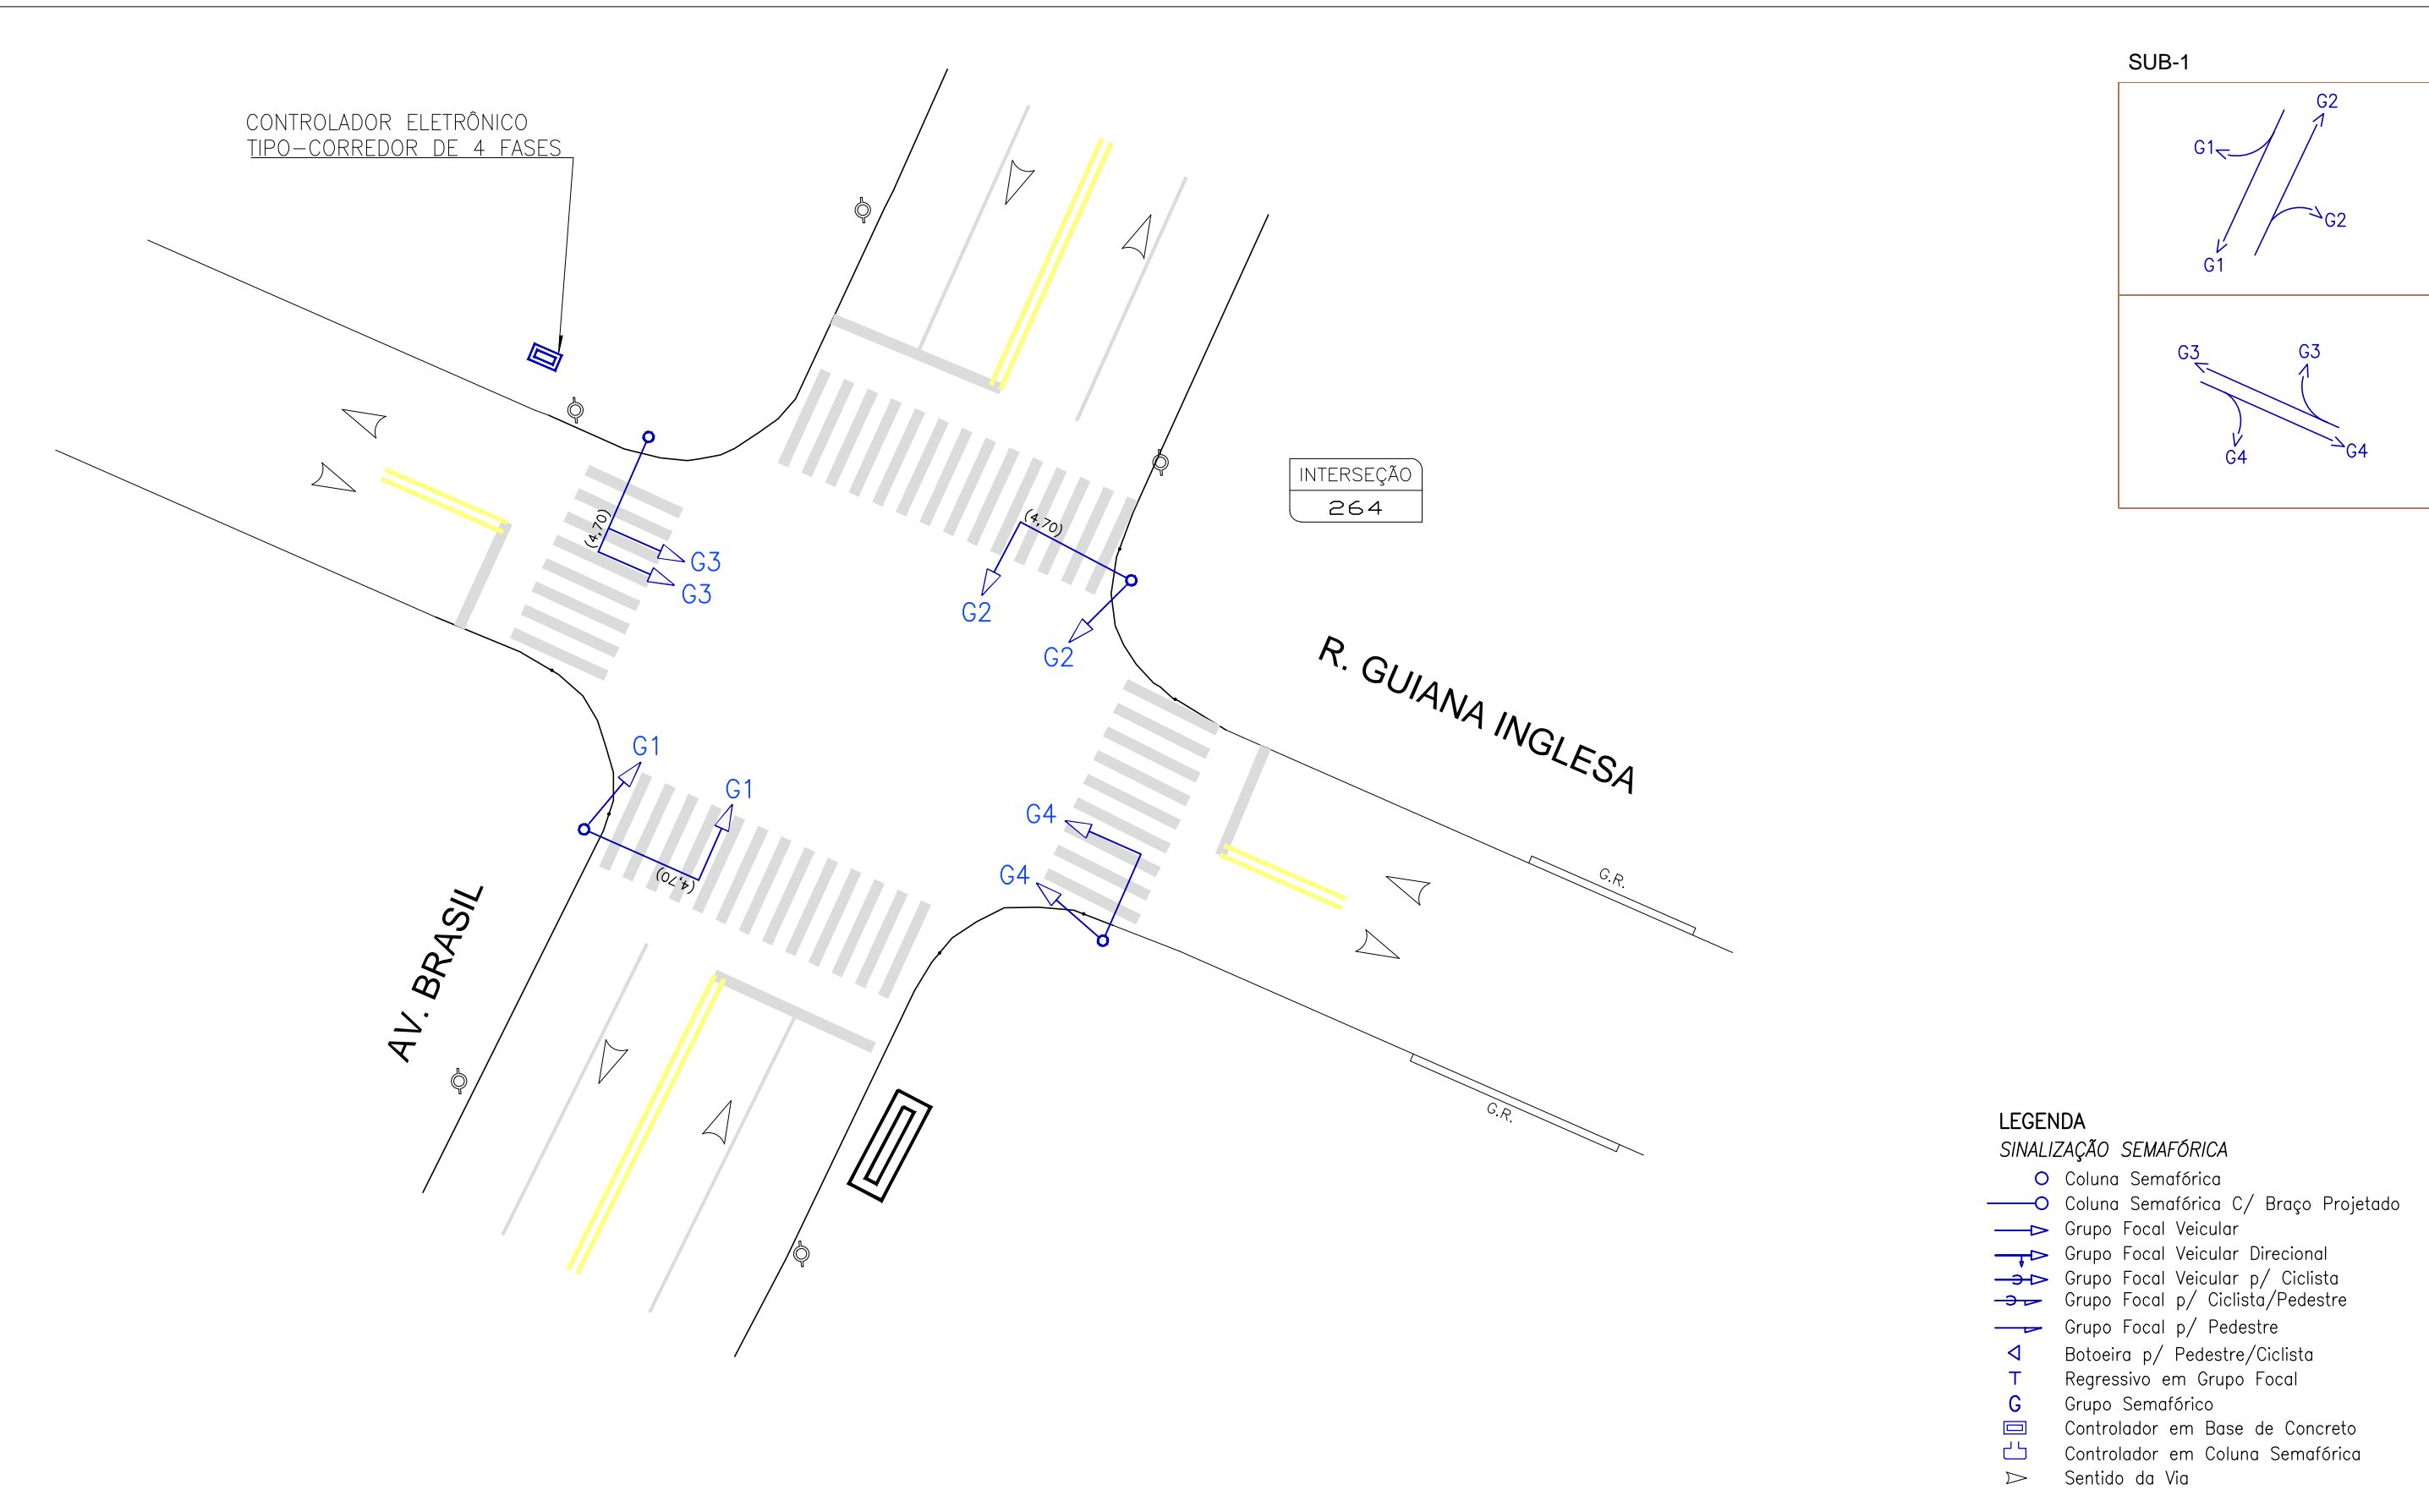 SUB-1
G2
G1
G2
G1
G3
G3
G4
G4
CONTROLADOR ELETRÔNICO
TIPO-CORREDOR DE 4 FASES
INTERSEÇÃO
264
(4,70)
G3
G3
(4,70)
G2
G2
R. GUIANA INGLESA
G1
G1
(4,70)
G4
G4
AV. BRASIL
G.R.
G.R.
LEGENDA
SINALIZAÇÃO SEMAFÓRICA
Coluna Semafórica
Coluna Semafórica C/ Braço Projetado
Grupo Focal Veicular
Grupo Focal Veicular Direcional
Grupo Focal Veicular p/ Ciclista
Grupo Focal p/ Ciclista/Pedestre
Grupo Focal p/ Pedestre
Botoeira p/ Pedestre/Ciclista
T Regressivo em Grupo Focal
G Grupo Semafórico
Controlador em Base de Concreto
Controlador em Coluna Semafórica
Sentido da Via